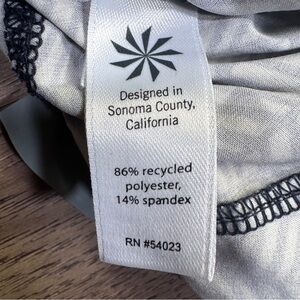 Designed in
Sonoma County,
California
86% recycled
polyester,
14% spandex
RN #54023